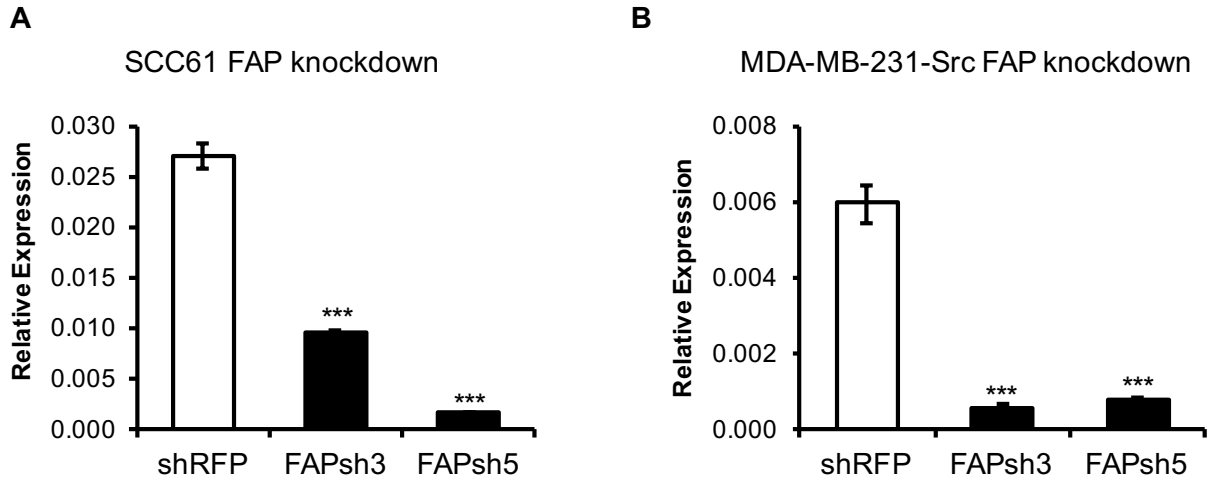 A
SCC61 FAP knockdown
Relative Expression
0.030
0.025
0.020
0.015
0.010
0.005
0.000
***
***
shRFP FAPsh3 FAPsh5
B
MDA-MB-231-Src FAP knockdown
Relative Expression
0.008
0.006
0.004
0.002
0.000
***
***
shRFP FAPsh3 FAPsh5